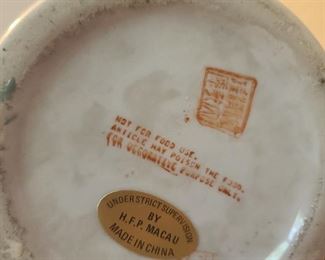 NOT FOR FOOD USE.
ARTICLE MAY POISON THE FOOD.
FOR DECORATIVE PURPOSE ONLY.
UNDER STRICT SUPERVISION
BY
H.F.P. MACAU
MADE IN CHINA